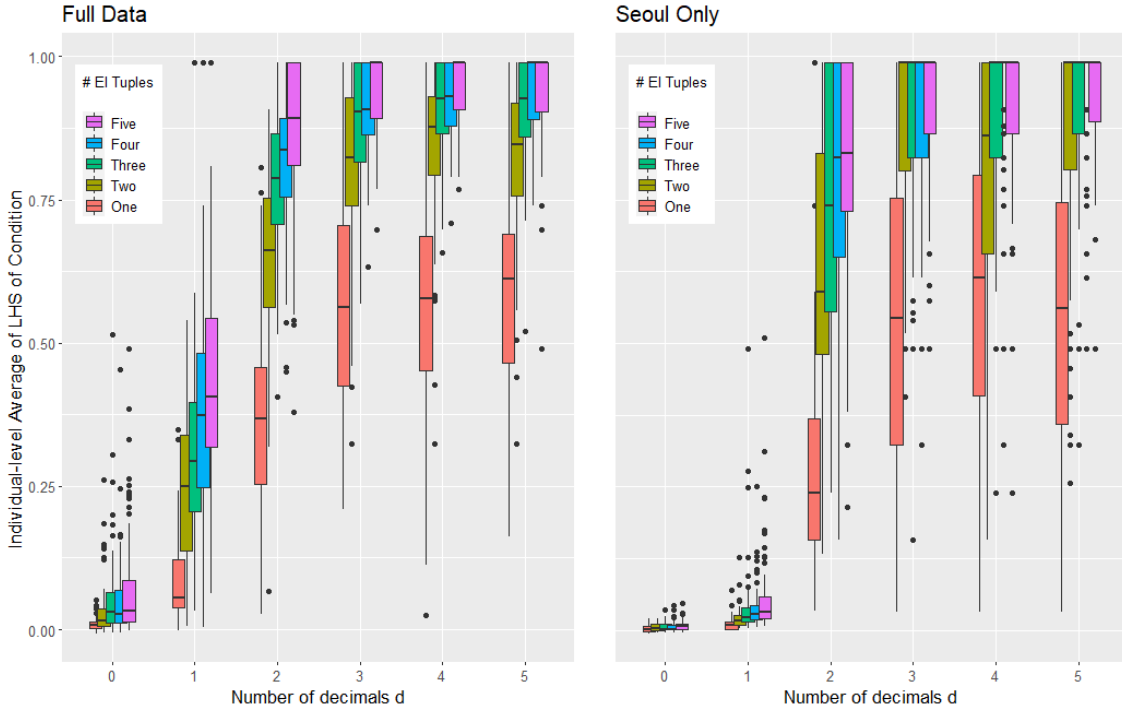 Full Data
Seoul Only
Individual-level Average of LHS of Condition
1.00
0.75
0.50
0.25
0.00
# EI Tuples
Five
Four
Three
Two
One
# EI Tuples
Five
Four
Three
Two
One
0 1 2 3 4 5
0 1 2 3 4 5
Number of decimals d
Number of decimals d